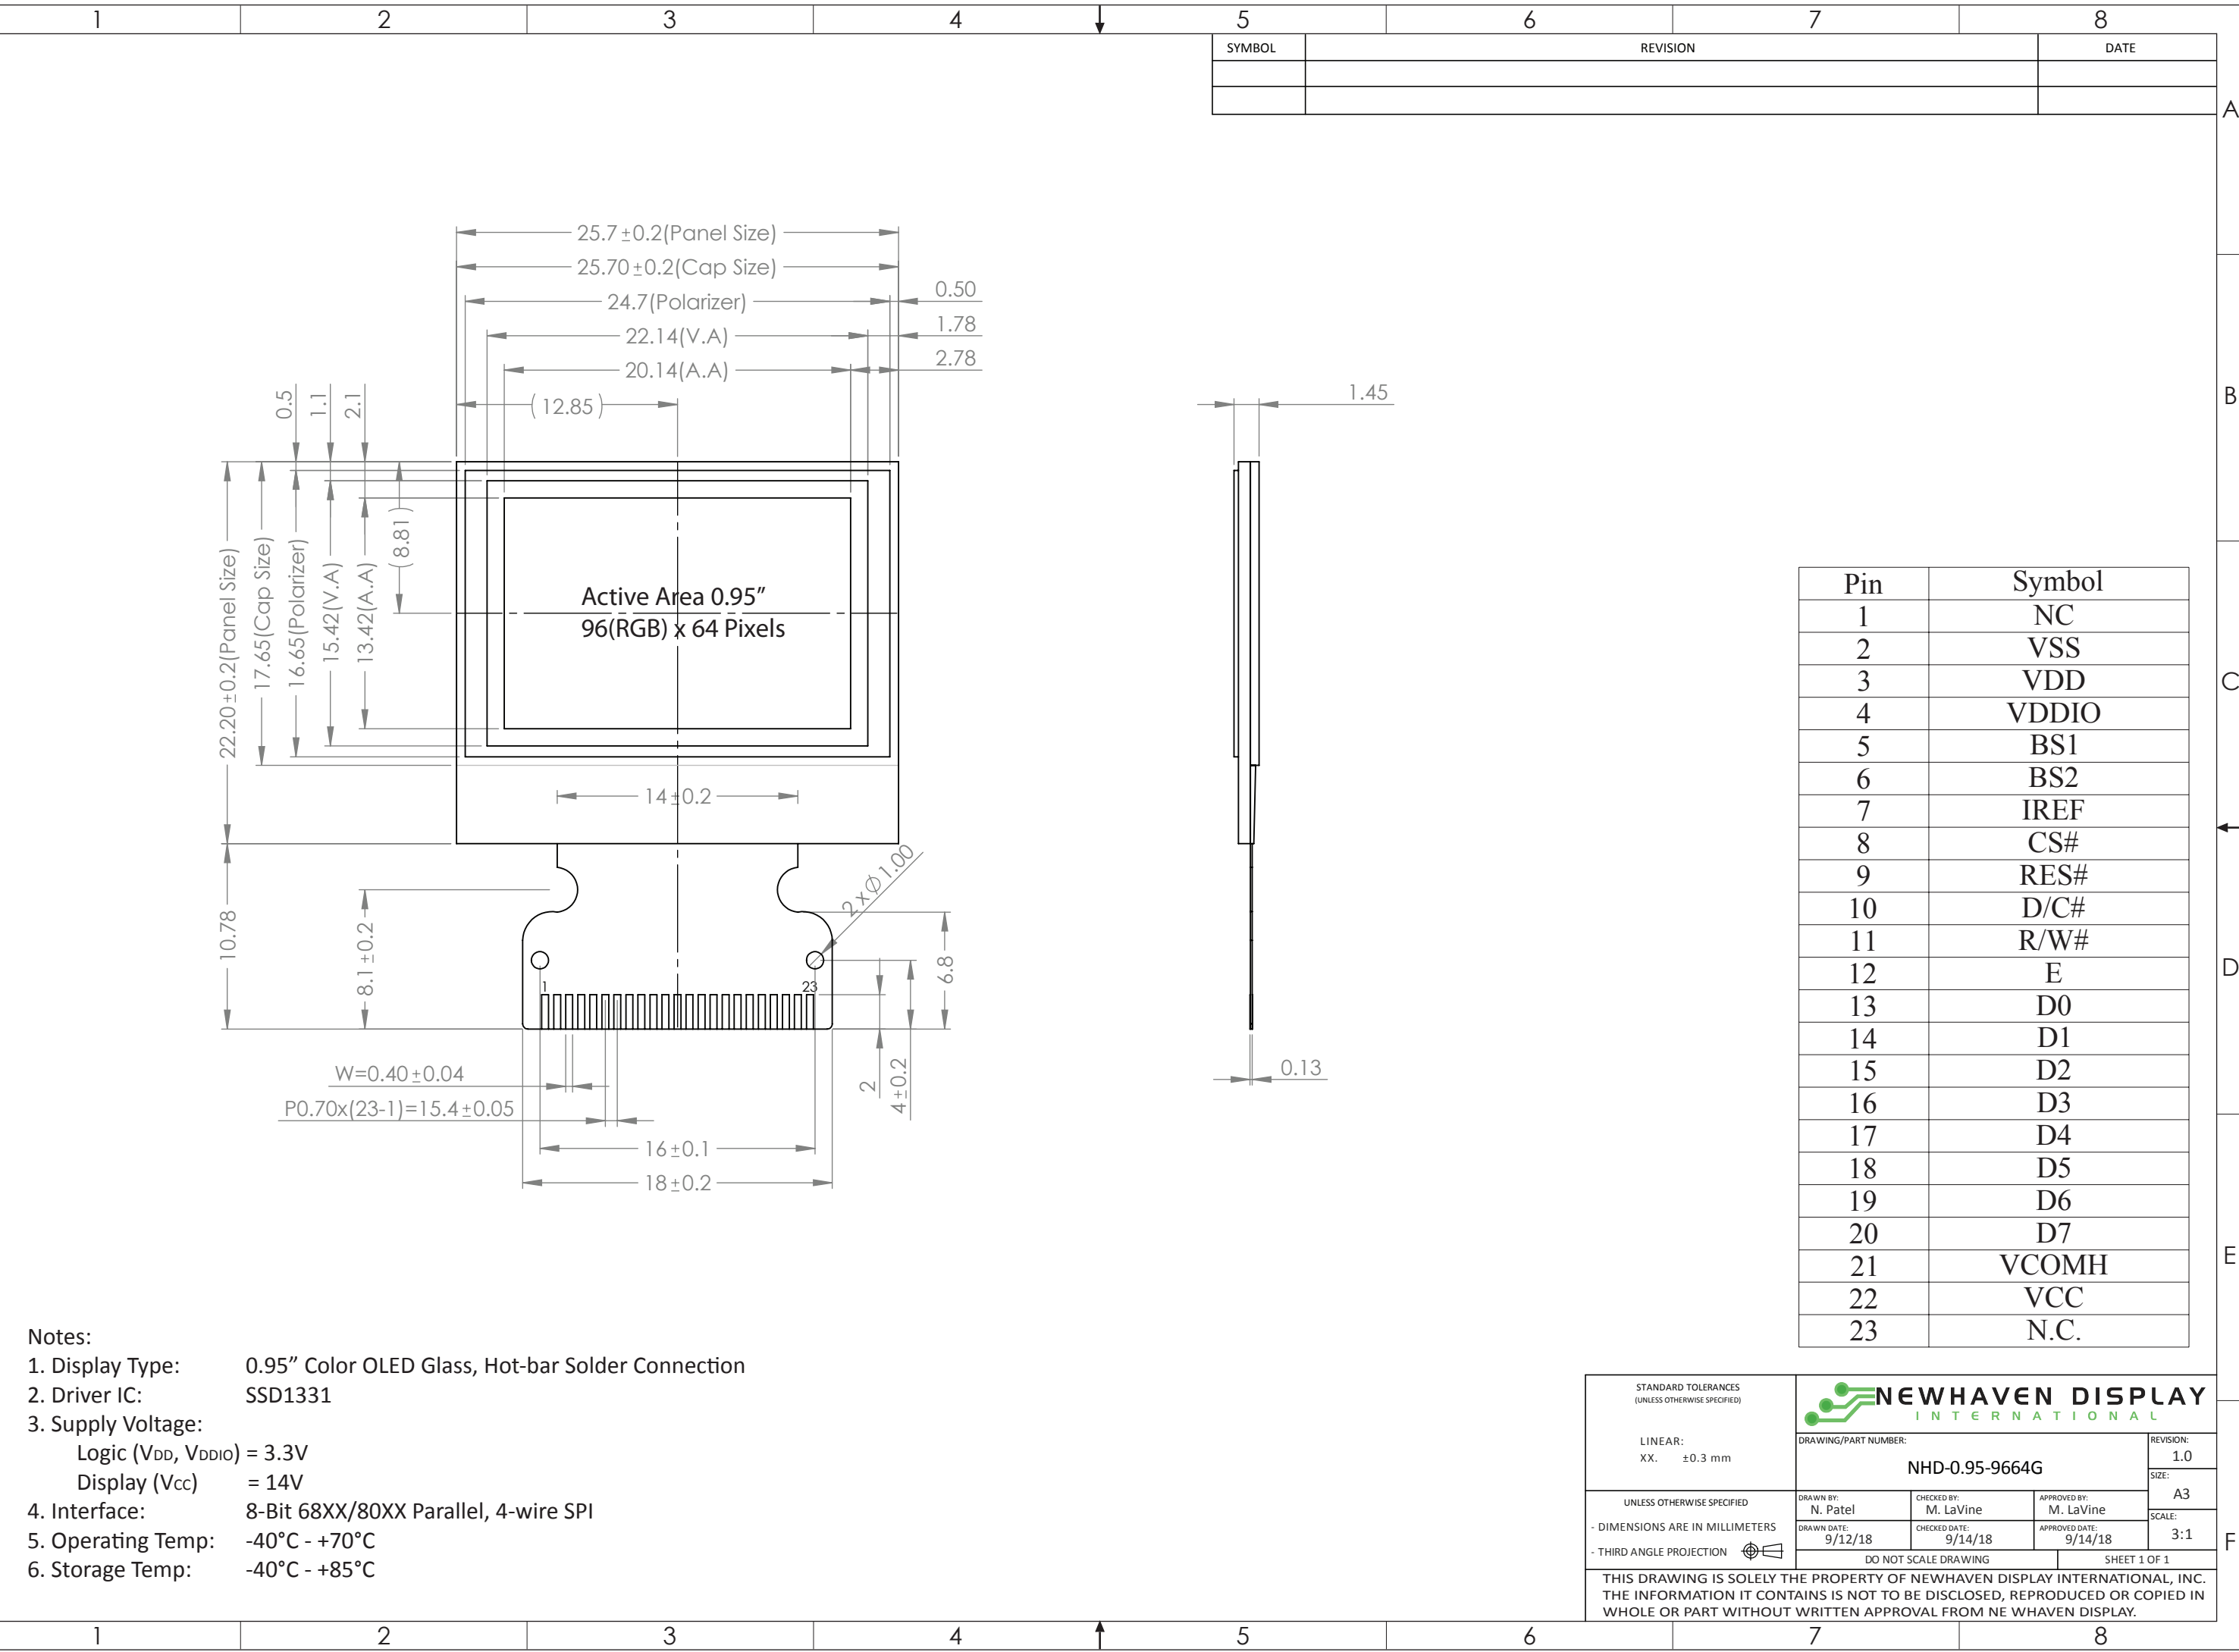 1 2 3 4 5 6 7 8
SYMBOL REVISION DATE
A
B
C
D
E
F
25.7±0.2(Panel Size)
25.70±0.2(Cap Size)
24.7(Polarizer) 0.50
22.14(V.A) 1.78
20.14(A.A) 2.78
(12.85)
0.5
1.1
2.1
1.45
22.20±0.2(Panel Size)
17.65(Cap Size)
16.65(Polarizer)
15.42(V.A)
13.42(A.A)
(8.81)
Active Area 0.95”
96(RGB) x 64 Pixels
14±0.2
2 x Ø1.00
10.78
8.1±0.2
6.8
1 23
2
4±0.2
0.13
W=0.40±0.04
P0.70x(23-1)=15.4±0.05
16±0.1
18±0.2
Pin Symbol
1 NC
2 VSS
3 VDD
4 VDDIO
5 BS1
6 BS2
7 IREF
8 CS#
9 RES#
10 D/C#
11 R/W#
12 E
13 D0
14 D1
15 D2
16 D3
17 D4
18 D5
19 D6
20 D7
21 VCOMH
22 VCC
23 N.C.
Notes:
1. Display Type: 0.95” Color OLED Glass, Hot-bar Solder Connection
2. Driver IC: SSD1331
3. Supply Voltage:
Logic (VDD, VDDIO) = 3.3V
Display (Vcc) = 14V
4. Interface: 8-Bit 68XX/80XX Parallel, 4-wire SPI
5. Operating Temp: -40°C - +70°C
6. Storage Temp: -40°C - +85°C
STANDARD TOLERANCES
(UNLESS OTHERWISE SPECIFIED)
LINEAR:
XX. ±0.3 mm
UNLESS OTHERWISE SPECIFIED
- DIMENSIONS ARE IN MILLIMETERS
- THIRD ANGLE PROJECTION
NEWHAVEN DISPLAY
INTERNATIONAL
DRAWING/PART NUMBER:
NHD-0.95-9664G
REVISION:
1.0
SIZE:
A3
SCALE:
3:1
DRAWN BY: CHECKED BY: APPROVED BY:
N. Patel M. LaVine M. LaVine
DRAWN DATE: CHECKED DATE: APPROVED DATE:
9/12/18 9/14/18 9/14/18
DO NOT SCALE DRAWING SHEET 1 OF 1
THIS DRAWING IS SOLELY THE PROPERTY OF NEWHAVEN DISPLAY INTERNATIONAL, INC.
THE INFORMATION IT CONTAINS IS NOT TO BE DISCLOSED, REPRODUCED OR COPIED IN
WHOLE OR PART WITHOUT WRITTEN APPROVAL FROM NE WHAVEN DISPLAY.
1 2 3 4 5 6 7 8